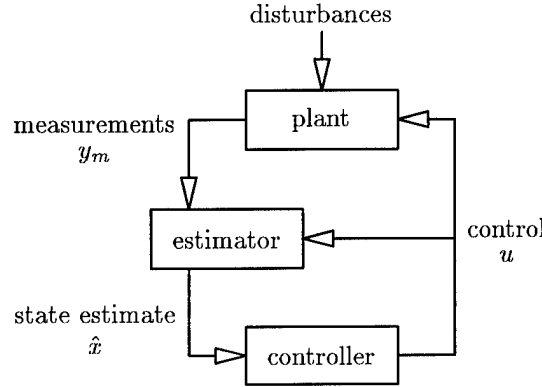 disturbances
plant
measurements
y_m
estimator
control
u
state estimate
x̂
controller